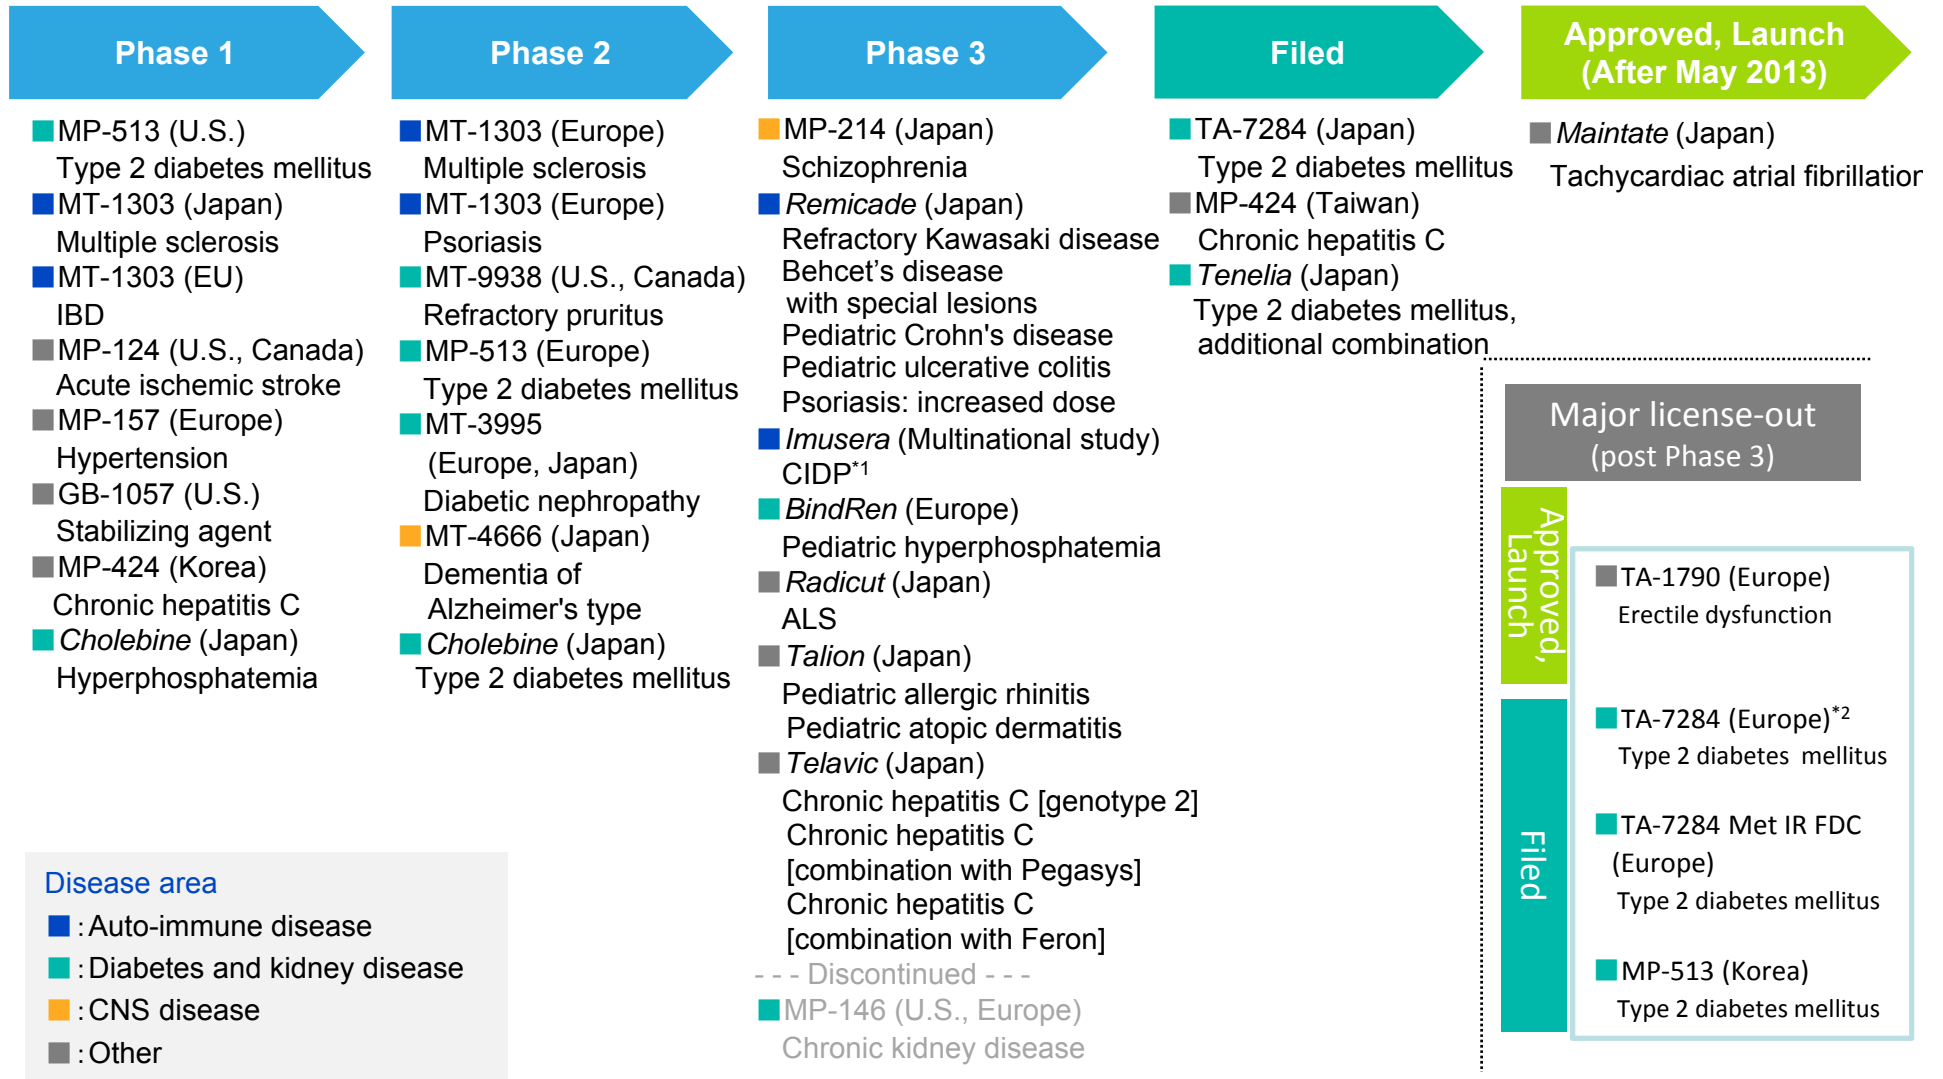 Phase 1
MP-513 (U.S.)
Type 2 diabetes mellitus
MT-1303 (Japan)
Multiple sclerosis
MT-1303 (EU)
IBD
MP-124 (U.S., Canada)
Acute ischemic stroke
MP-157 (Europe)
Hypertension
GB-1057 (U.S.)
Stabilizing agent
MP-424 (Korea)
Chronic hepatitis C
Cholebine (Japan)
Hyperphosphatemia
Phase 2
MT-1303 (Europe)
Multiple sclerosis
MT-1303 (Europe)
Psoriasis
MT-9938 (U.S., Canada)
Refractory pruritus
MP-513 (Europe)
Type 2 diabetes mellitus
MT-3995
(Europe, Japan)
Diabetic nephropathy
MT-4666 (Japan)
Dementia of
Alzheimer's type
Cholebine (Japan)
Type 2 diabetes mellitus
Phase 3
MP-214 (Japan)
Schizophrenia
Remicade (Japan)
Refractory Kawasaki disease
Behcet’s disease
with special lesions
Pediatric Crohn's disease
Pediatric ulcerative colitis
Psoriasis: increased dose
Imusera (Multinational study)
CIDP*1
BindRen (Europe)
Pediatric hyperphosphatemia
Radicut (Japan)
ALS
Talion (Japan)
Pediatric allergic rhinitis
Pediatric atopic dermatitis
Telavic (Japan)
Chronic hepatitis C [genotype 2]
Chronic hepatitis C
[combination with Pegasys]
Chronic hepatitis C
[combination with Feron]
- - - Discontinued - - -
MP-146 (U.S., Europe)
Chronic kidney disease
Filed
TA-7284 (Japan)
Type 2 diabetes mellitus
MP-424 (Taiwan)
Chronic hepatitis C
Tenelia (Japan)
Type 2 diabetes mellitus,
additional combination
Approved, Launch
(After May 2013)
Maintate (Japan)
Tachycardiac atrial fibrillation
Major license-out
(post Phase 3)
Approved,
Launch
TA-1790 (Europe)
Erectile dysfunction
Filed
TA-7284 (Europe)*2
Type 2 diabetes mellitus
TA-7284 Met IR FDC
(Europe)
Type 2 diabetes mellitus
MP-513 (Korea)
Type 2 diabetes mellitus
Disease area
: Auto-immune disease
: Diabetes and kidney disease
: CNS disease
: Other